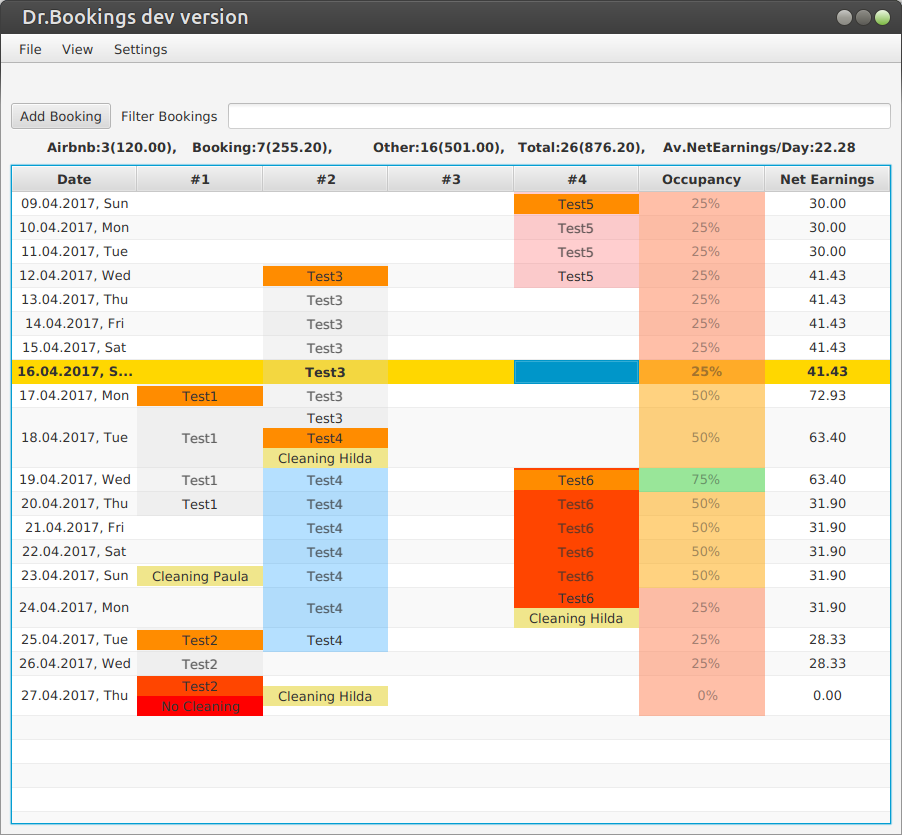 Dr.Bookings dev version
File View Settings
Add Booking Filter Bookings
Airbnb:3(120.00), Booking:7(255.20), Other:16(501.00), Total:26(876.20), Av.NetEarnings/Day:22.28
Date #1 #2 #3 #4 Occupancy Net Earnings
09.04.2017, Sun Test5 25% 30.00
10.04.2017, Mon Test5 25% 30.00
11.04.2017, Tue Test5 25% 30.00
12.04.2017, Wed Test3 Test5 25% 41.43
13.04.2017, Thu Test3 25% 41.43
14.04.2017, Fri Test3 25% 41.43
15.04.2017, Sat Test3 25% 41.43
16.04.2017, S... Test3 25% 41.43
17.04.2017, Mon Test1 Test3 50% 72.93
Test3
18.04.2017, Tue Test1 Test4 50% 63.40
Cleaning Hilda
19.04.2017, Wed Test1 Test4 Test6 75% 63.40
20.04.2017, Thu Test1 Test4 Test6 50% 31.90
21.04.2017, Fri Test4 Test6 50% 31.90
22.04.2017, Sat Test4 Test6 50% 31.90
23.04.2017, Sun Cleaning Paula Test4 Test6 50% 31.90
Test6
24.04.2017, Mon Test4 25% 31.90
Cleaning Hilda
25.04.2017, Tue Test2 Test4 25% 28.33
26.04.2017, Wed Test2 25% 28.33
Test2
27.04.2017, Thu Cleaning Hilda 0% 0.00
No Cleaning